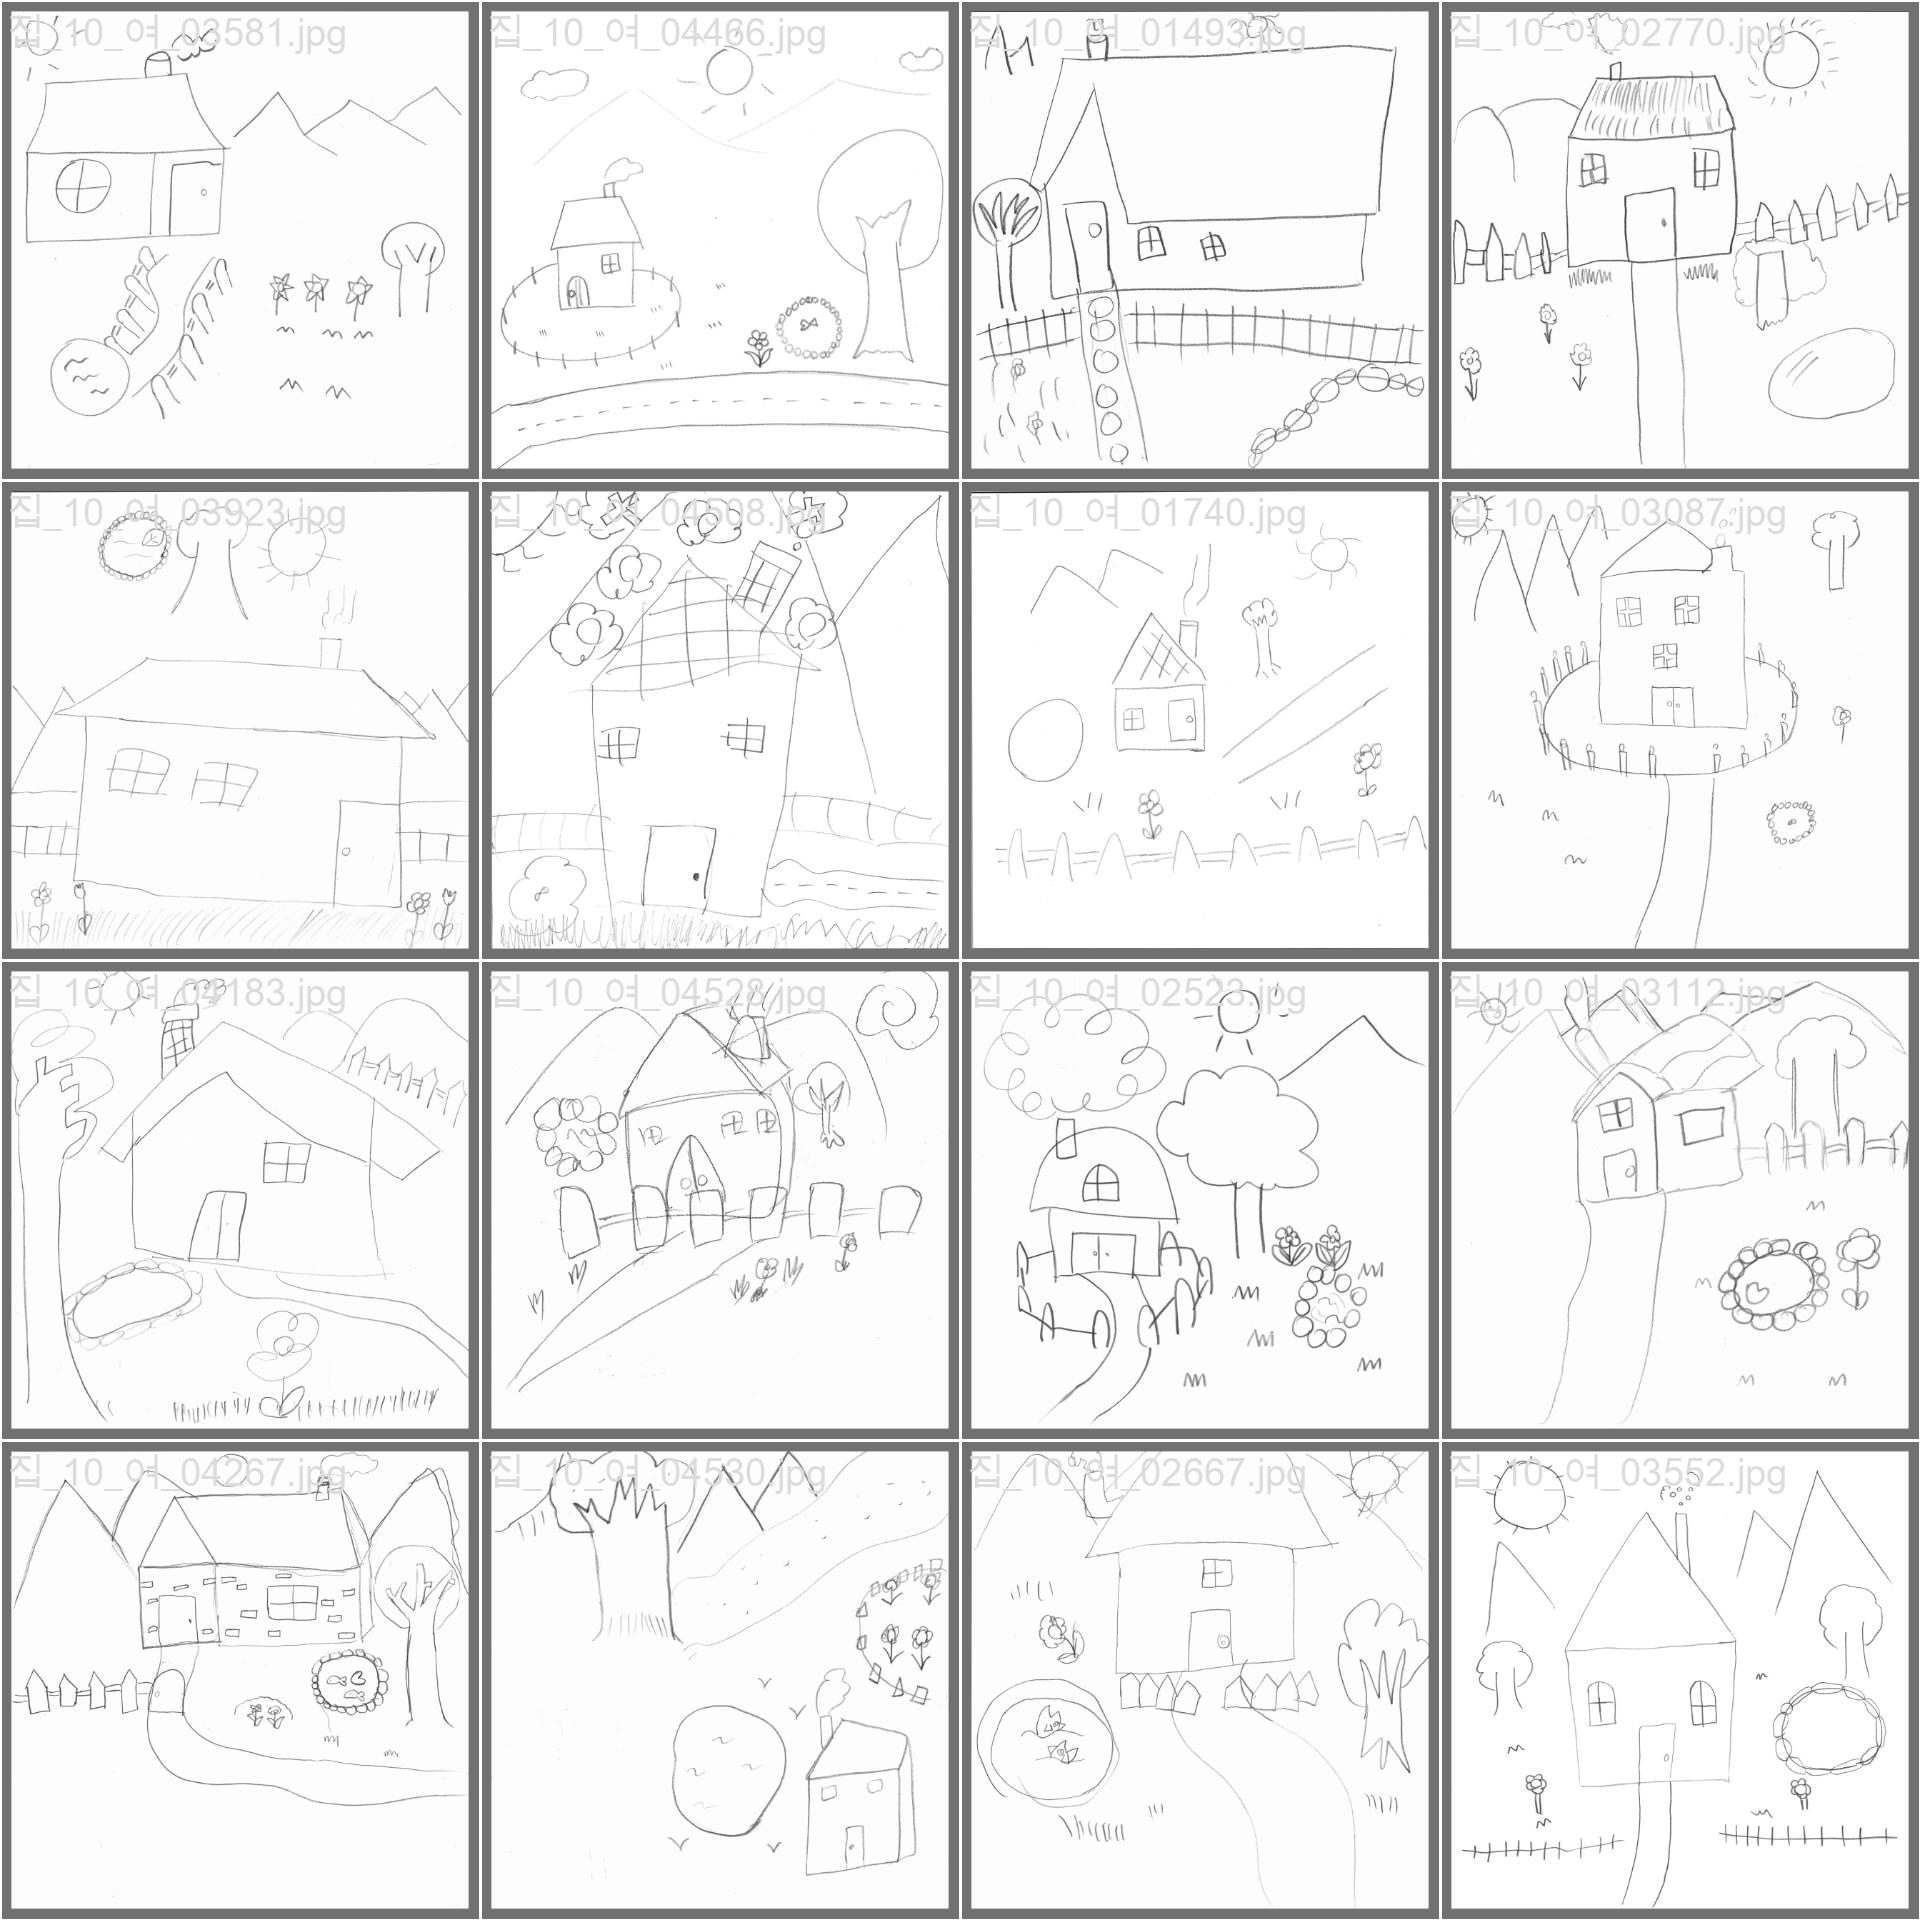 집_10_여_03581.jpg
집_10_여_04466.jpg
집_10_여_01493.jpg
집_10_여_02770.jpg
집_10_여_03923.jpg
집_10_여_04508.jpg
집_10_여_01740.jpg
집_10_여_03087.jpg
집_10_여_04183.jpg
집_10_여_04528.jpg
집_10_여_02523.jpg
집_10_여_03112.jpg
집_10_여_04267.jpg
집_10_여_04530.jpg
집_10_여_02667.jpg
집_10_여_03552.jpg